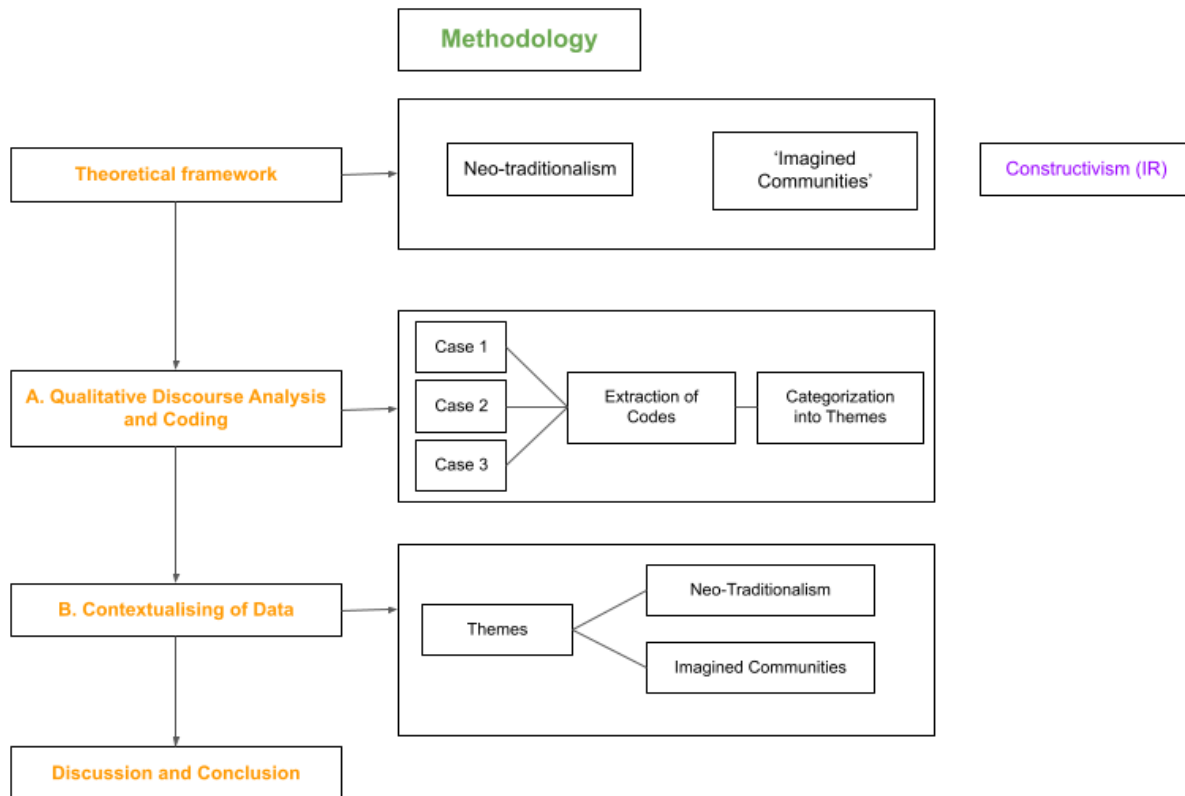 Methodology
Theoretical framework
Neo-traditionalism
‘Imagined
Communities’
Constructivism (IR)
A. Qualitative Discourse Analysis
and Coding
Case 1
Case 2
Case 3
Extraction of
Codes
Categorization
into Themes
B. Contextualising of Data
Themes
Neo-Traditionalism
Imagined Communities
Discussion and Conclusion